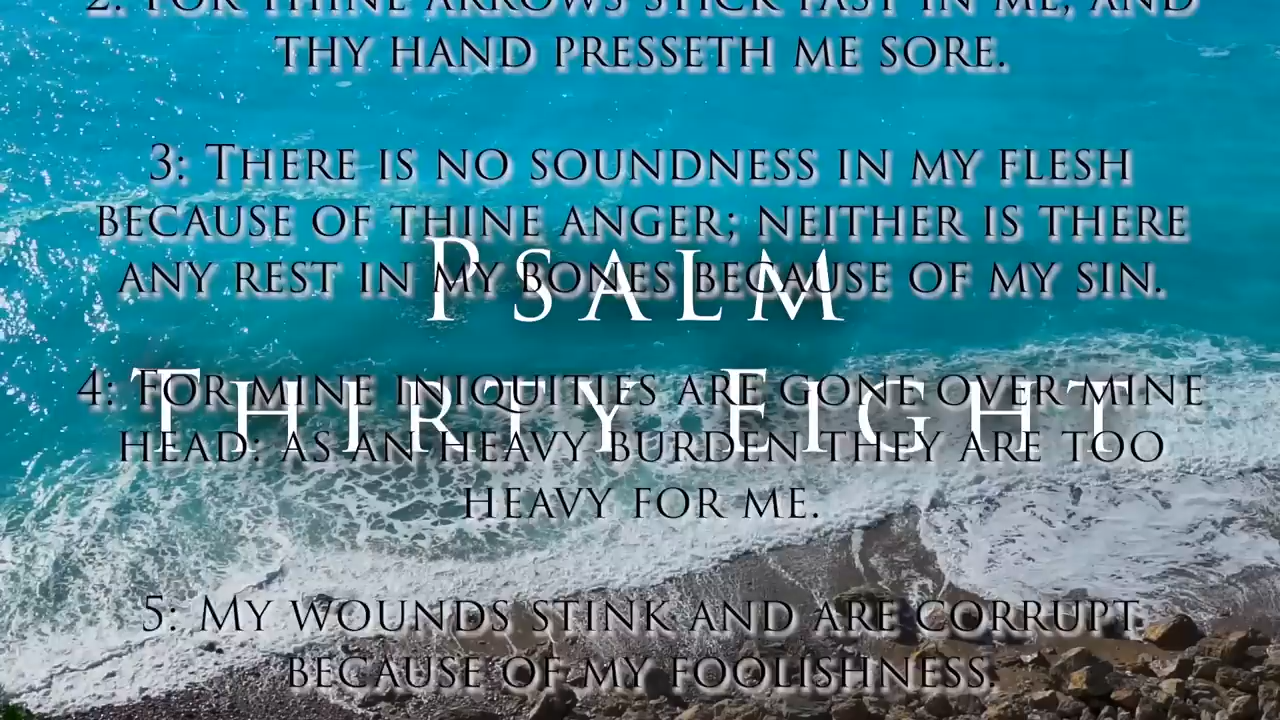 2: For thine arrows stick fast in me, and
thy hand presseth me sore.
3: There is no soundness in my flesh
because of thine anger; neither is there
any rest in my bones because of my sin.
Psalm
Thirty Eight
4: For mine iniquities are gone over mine
head: as an heavy burden they are too
heavy for me.
5: My wounds stink and are corrupt
because of my foolishness.